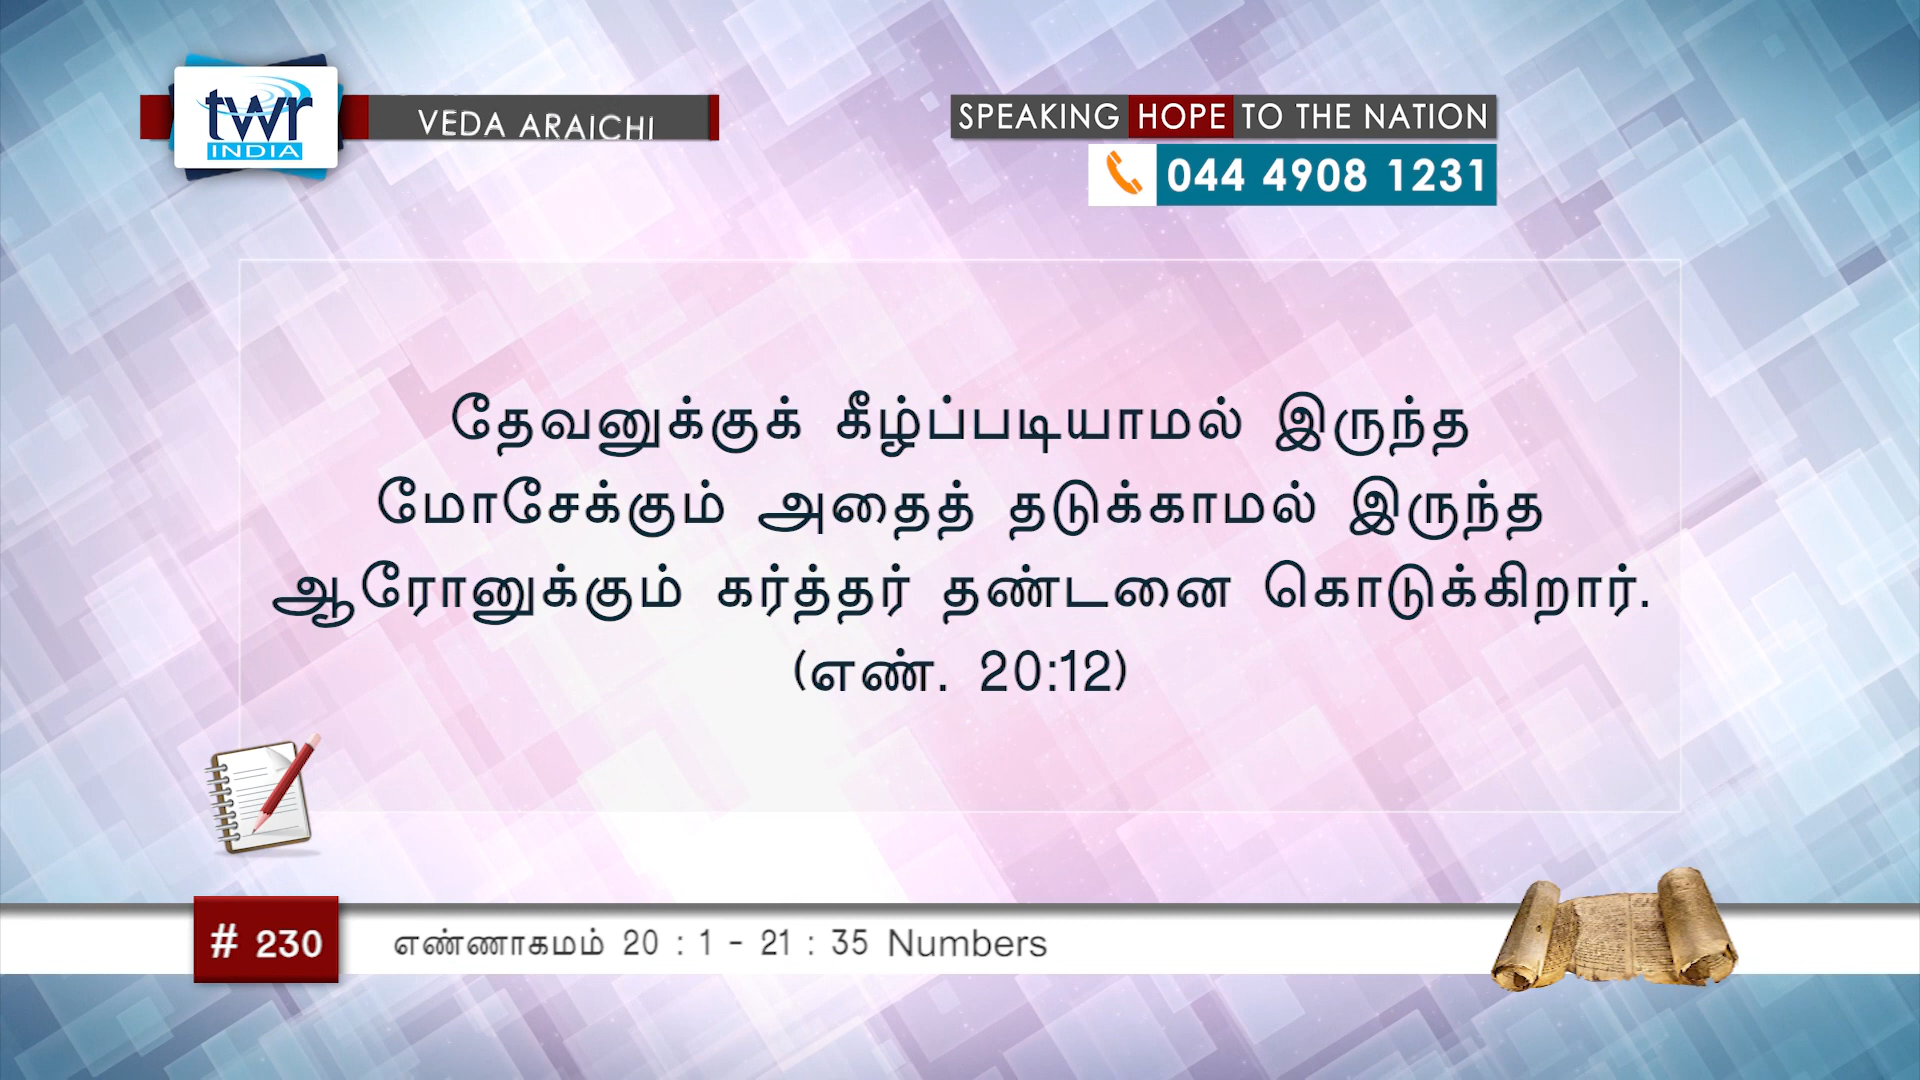 twr
INDIA
VEDA ARAICHI
SPEAKING HOPE TO THE NATION
044 4908 1231
தேவனுக்குக் கீழ்ப்படியாமல் இருந்த
மோசேக்கும் அதைத் தடுக்காமல் இருந்த
ஆரோனுக்கும் கர்த்தர் தண்டனை கொடுக்கிறார்.
(எண். 20:12)
# 230
எண்ணாகமம் 20 : 1 - 21 : 35 Numbers